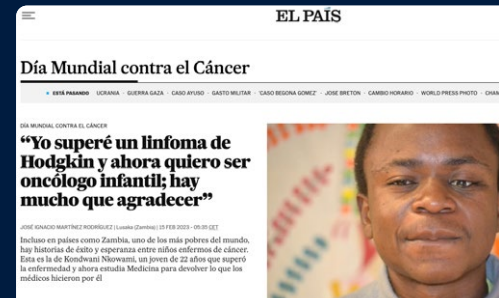 EL PAÍS
Día Mundial contra el Cáncer
• ESTÁ PASANDO UCRANIA · GUERRA GAZA · CASO AYUSO · GASTO MILITAR · 'CASO BEGOÑA GÓMEZ' · JOSÉ BRETÓN · CAMBIO HORARIO · WORLD PRESS PHOTO · CHAM
DÍA MUNDIAL CONTRA EL CÁNCER
“Yo superé un linfoma de
Hodgkin y ahora quiero ser
oncólogo infantil; hay
mucho que agradecer”
JOSÉ IGNACIO MARTÍNEZ RODRÍGUEZ | Lusaka (Zambia) | 15 FEB 2023 - 05:35 CET
Incluso en países como Zambia, uno de los más pobres del mundo,
hay historias de éxito y esperanza entre niños enfermos de cáncer.
Esta es la de Kondwani Nkowami, un joven de 22 años que superó
la enfermedad y ahora estudia Medicina para devolver lo que los
médicos hicieron por él